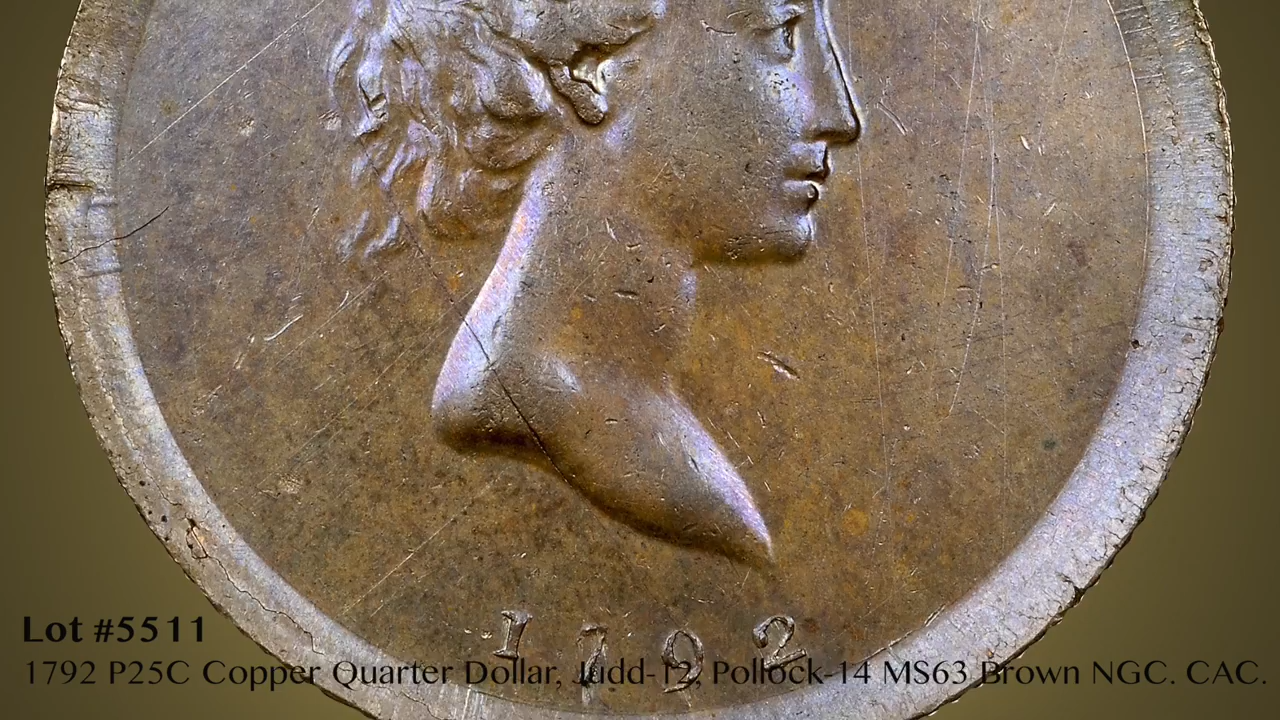 1792
Lot #5511
1792 P25C Copper Quarter Dollar, Judd-12, Pollock-14 MS63 Brown NGC. CAC.